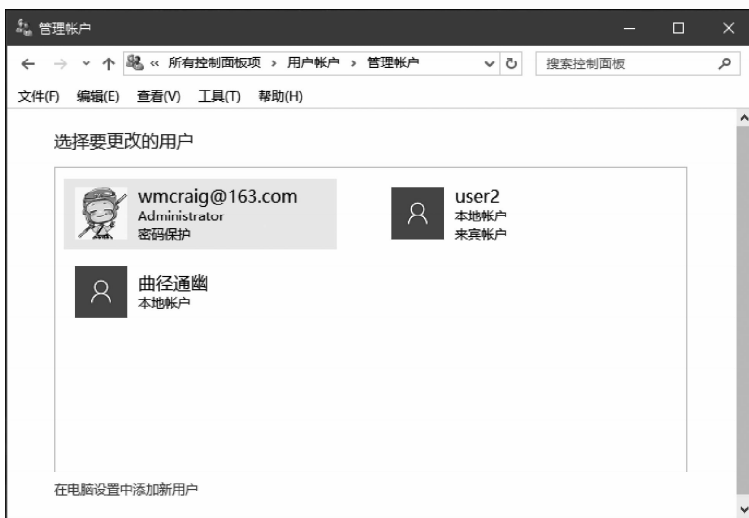 管理帐户
« 所有控制面板项 › 用户帐户 › 管理帐户
搜索控制面板
文件(F) 编辑(E) 查看(V) 工具(T) 帮助(H)
选择要更改的用户
wmcraig@163.com
Administrator
密码保护
user2
本地帐户
来宾帐户
曲径通幽
本地帐户
在电脑设置中添加新用户